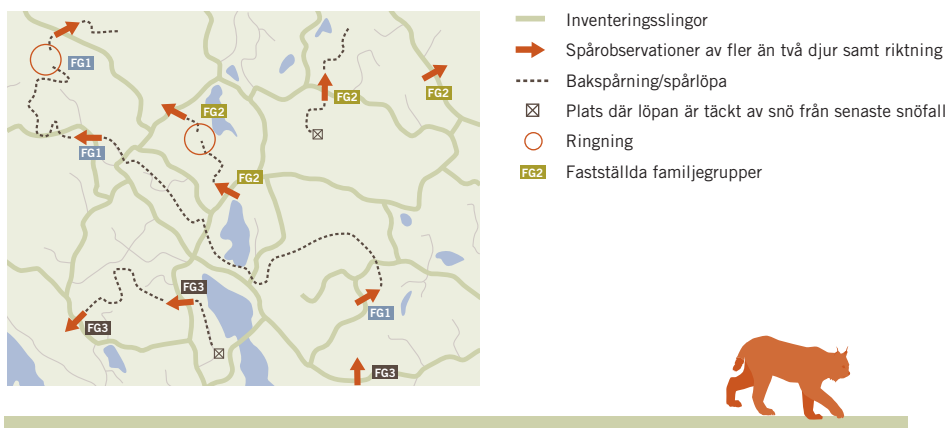 FG1
FG2
FG2
FG2
FG1
FG2
FG3
FG1
FG3
FG3
Inventeringsslingor
Spårobservationer av fler än två djur samt riktning
Bakspårning/spårlöpa
Plats där löpan är täckt av snö från senaste snöfall
Ringning
FG2 Fastställda familjegrupper